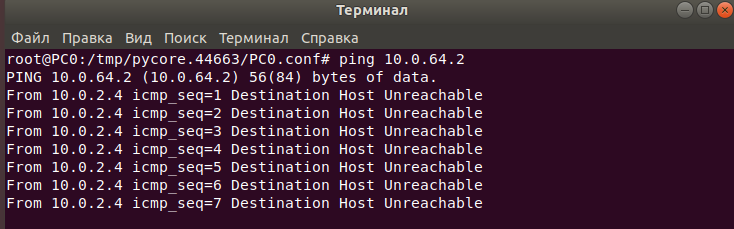 Терминал
Файл Правка Вид Поиск Терминал Справка
root@PC0:/tmp/pycore.44663/PC0.conf# ping 10.0.64.2
PING 10.0.64.2 (10.0.64.2) 56(84) bytes of data.
From 10.0.2.4 icmp_seq=1 Destination Host Unreachable
From 10.0.2.4 icmp_seq=2 Destination Host Unreachable
From 10.0.2.4 icmp_seq=3 Destination Host Unreachable
From 10.0.2.4 icmp_seq=4 Destination Host Unreachable
From 10.0.2.4 icmp_seq=5 Destination Host Unreachable
From 10.0.2.4 icmp_seq=6 Destination Host Unreachable
From 10.0.2.4 icmp_seq=7 Destination Host Unreachable